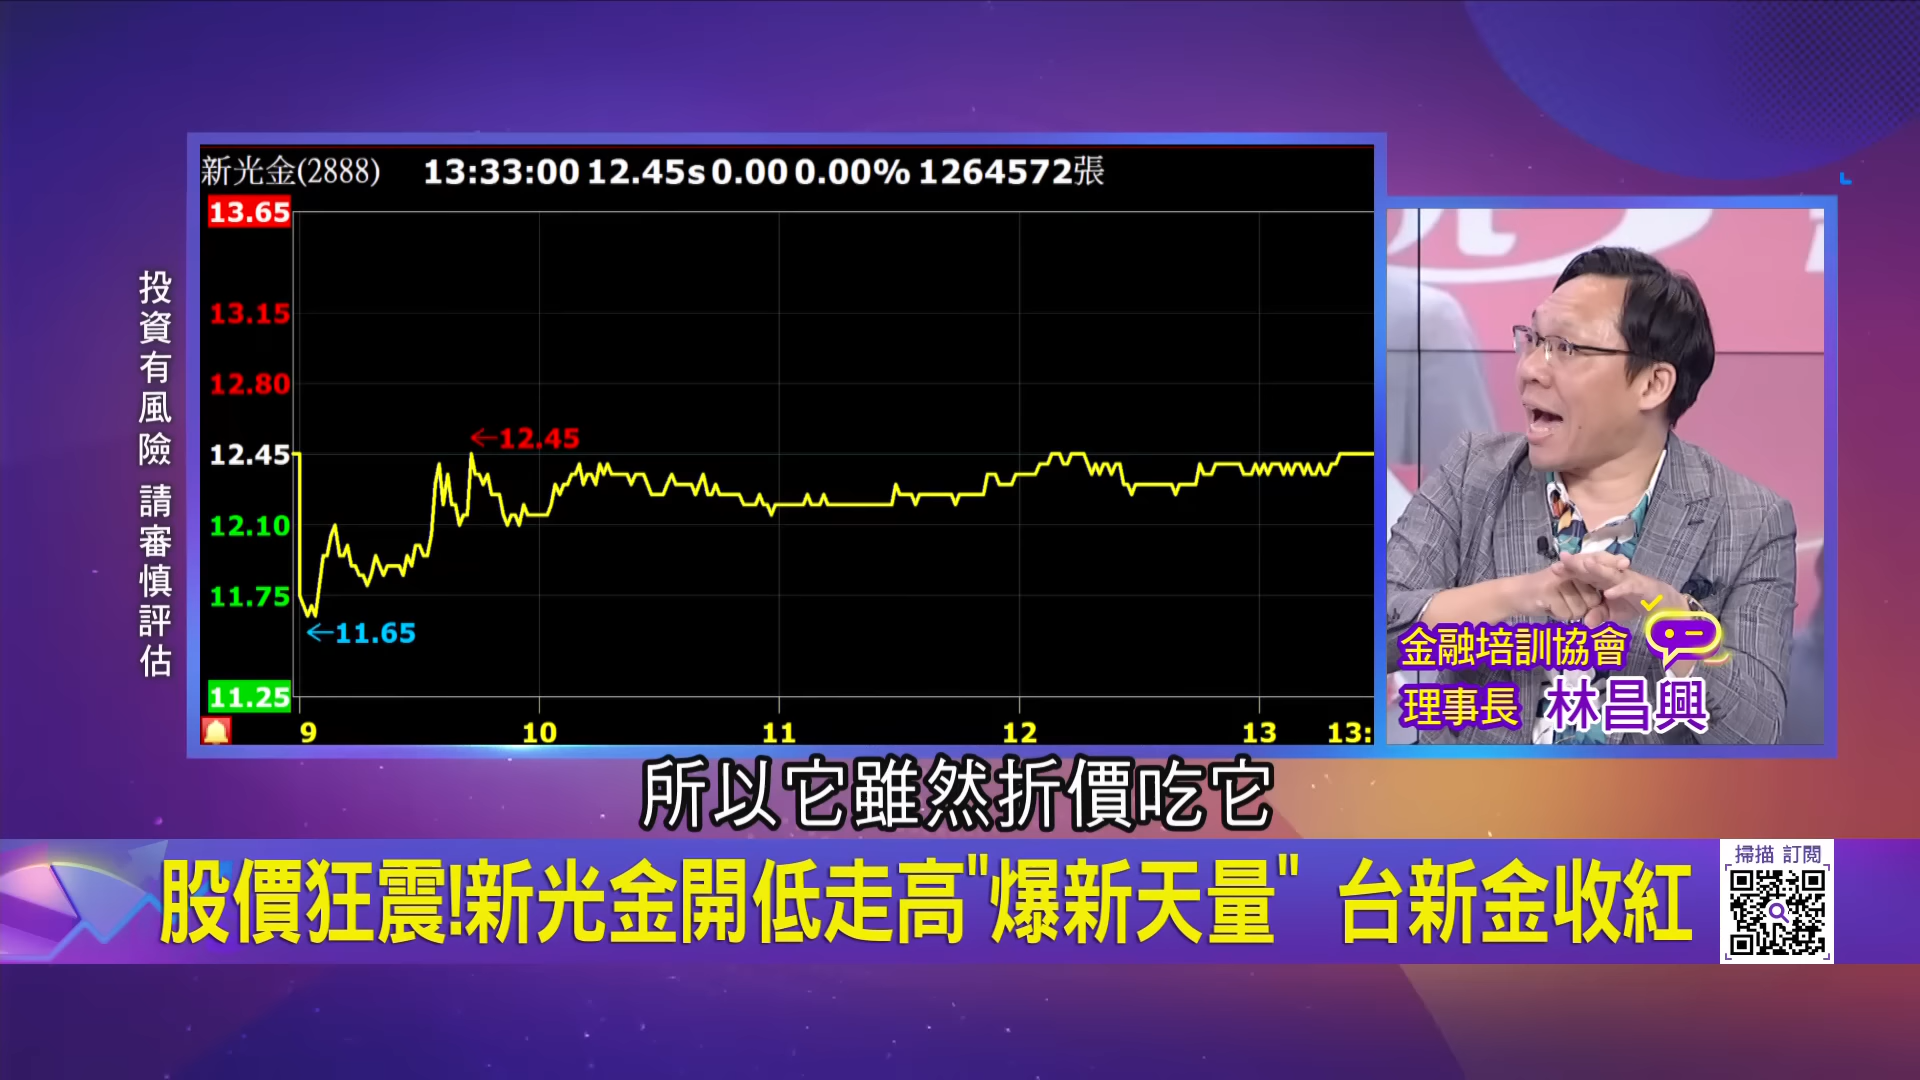 新光金(2888) 13:33:00 12.45s 0.00 0.00% 1264572張
13.65
13.15
12.80
12.45
12.10
11.75
11.25
←12.45
←11.65
9 10 11 12 13 13:
投資有風險 請審慎評估
金融培訓協會
理事長 林昌興
所以它雖然折價吃它
股價狂震!新光金開低走高"爆新天量" 台新金收紅
掃描 訂閱